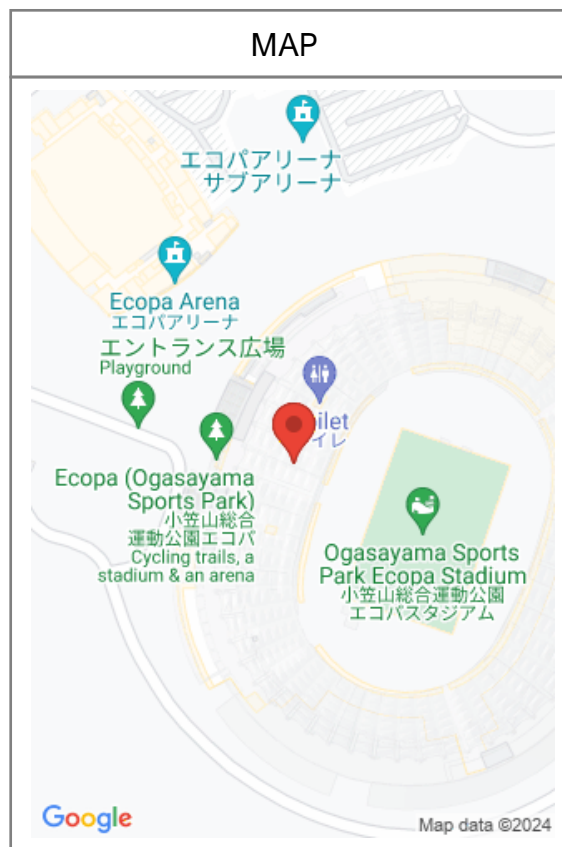 MAP
エコパアリーナ
サブアリーナ
Ecopa Arena
エコパアリーナ
エントランス広場
Playground
ilet
イレ
Ecopa (Ogasayama
Sports Park)
小笠山総合
運動公園エコパ
Cycling trails, a
stadium & an arena
Ogasayama Sports
Park Ecopa Stadium
小笠山総合運動公園
エコパスタジアム
Google
Map data ©2024